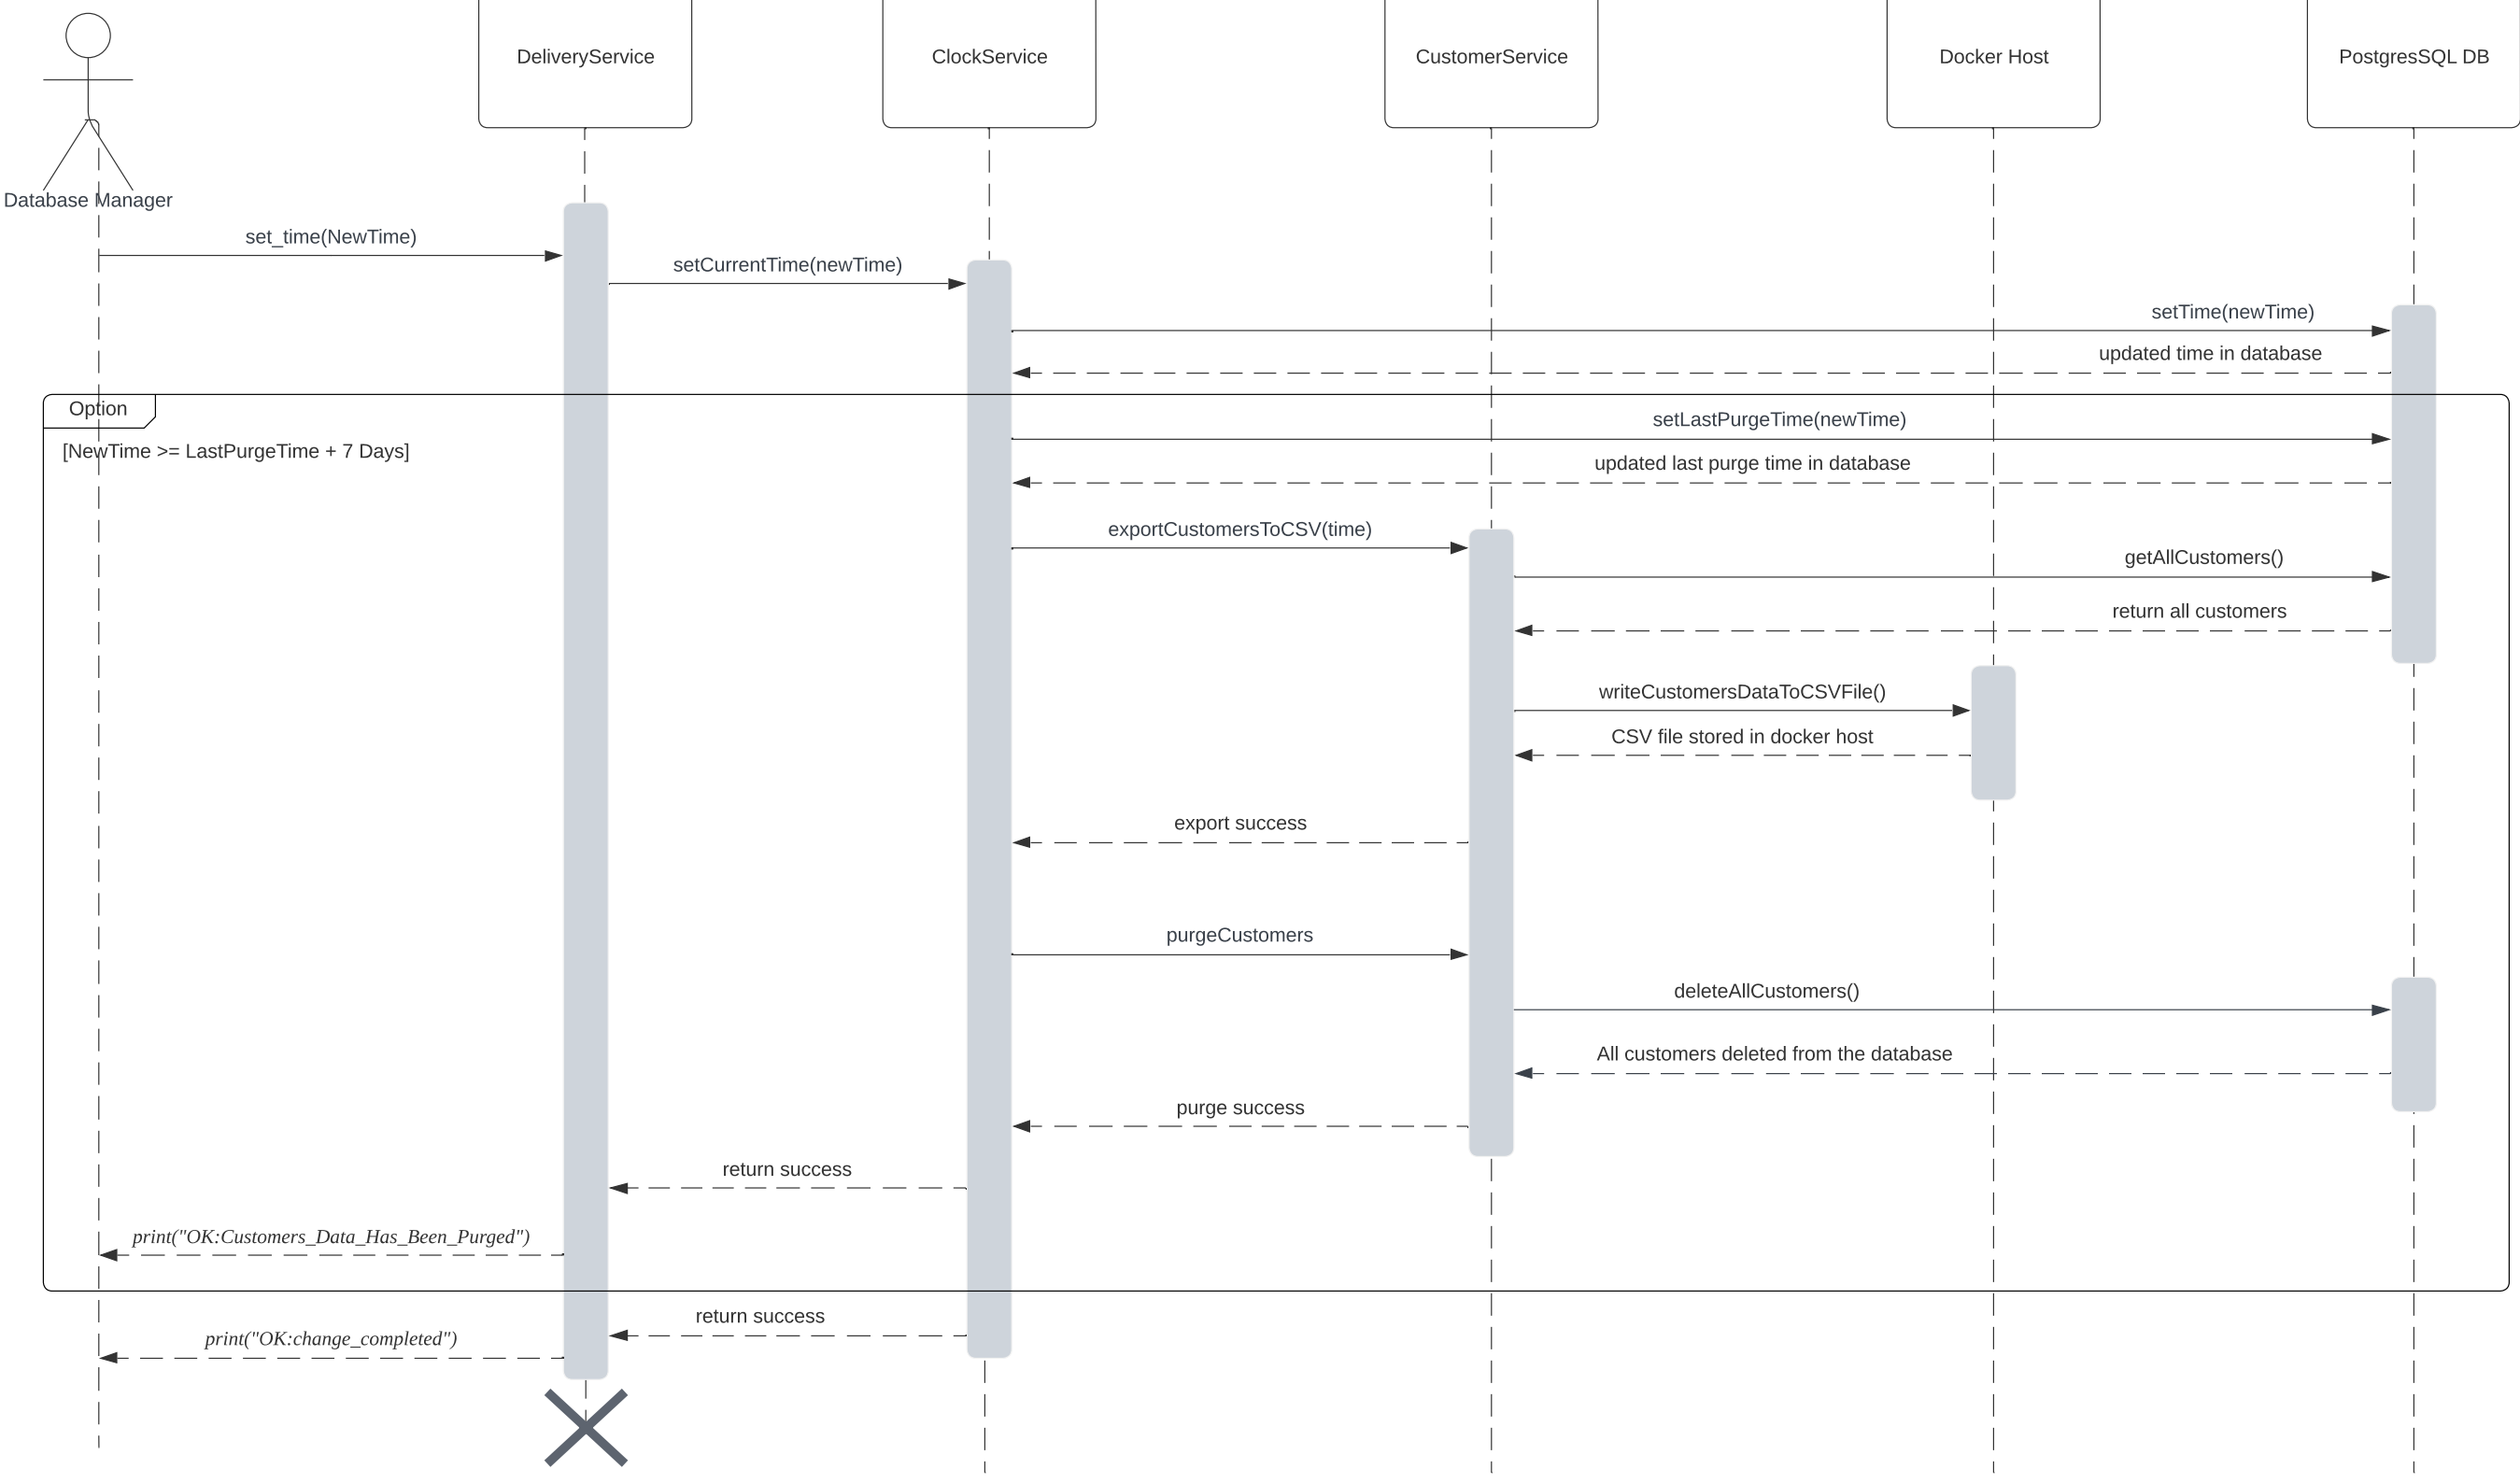 DeliveryService
ClockService
CustomerService
Docker Host
PostgresSQL DB
Database Manager
set_time(NewTime)
setCurrentTime(newTime)
setTime(newTime)
updated time in database
Option
[NewTime >= LastPurgeTime + 7 Days]
setLastPurgeTime(newTime)
updated last purge time in database
exportCustomersToCSV(time)
getAllCustomers()
return all customers
writeCustomersDataToCSVFile()
CSV file stored in docker host
export success
purgeCustomers
deleteAllCustomers()
All customers deleted from the database
purge success
return success
print("OK:Customers_Data_Has_Been_Purged")
return success
print("OK:change_completed")